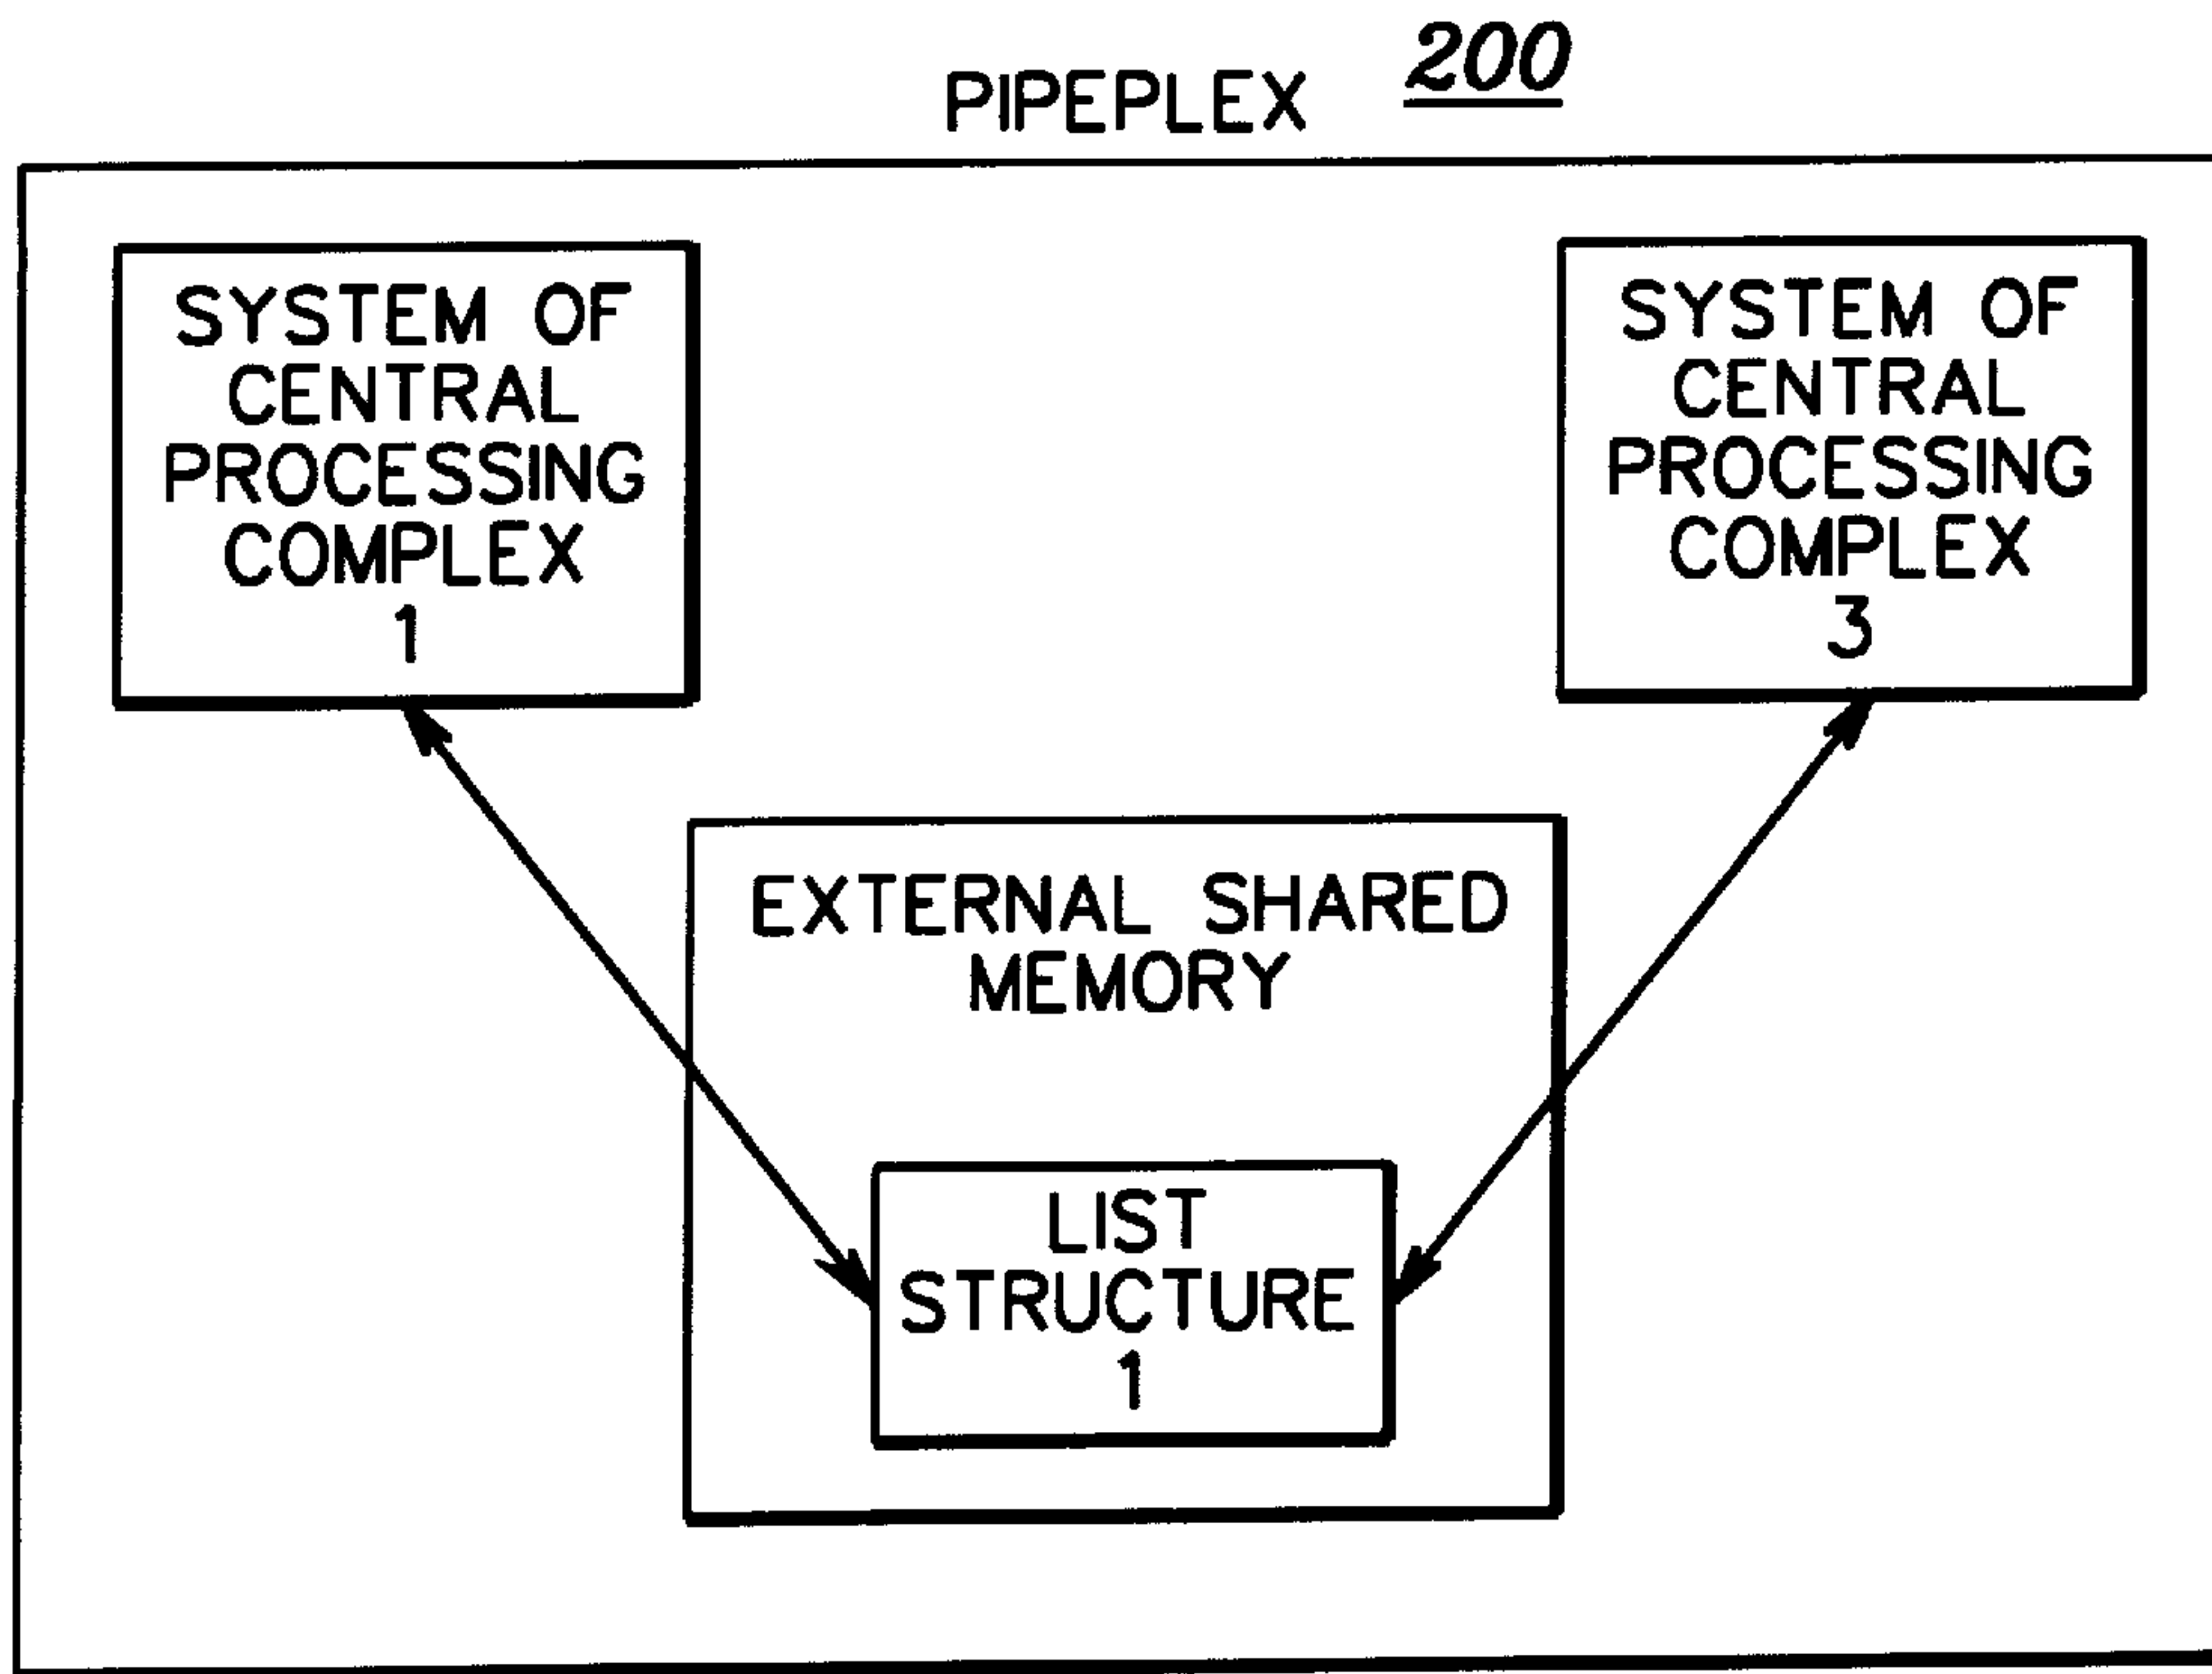 PIPEPLEX 200
SYSTEM OF
CENTRAL
PROCESSING
COMPLEX
1
SYSTEM OF
CENTRAL
PROCESSING
COMPLEX
3
EXTERNAL SHARED
MEMORY
LIST
STRUCTURE
1